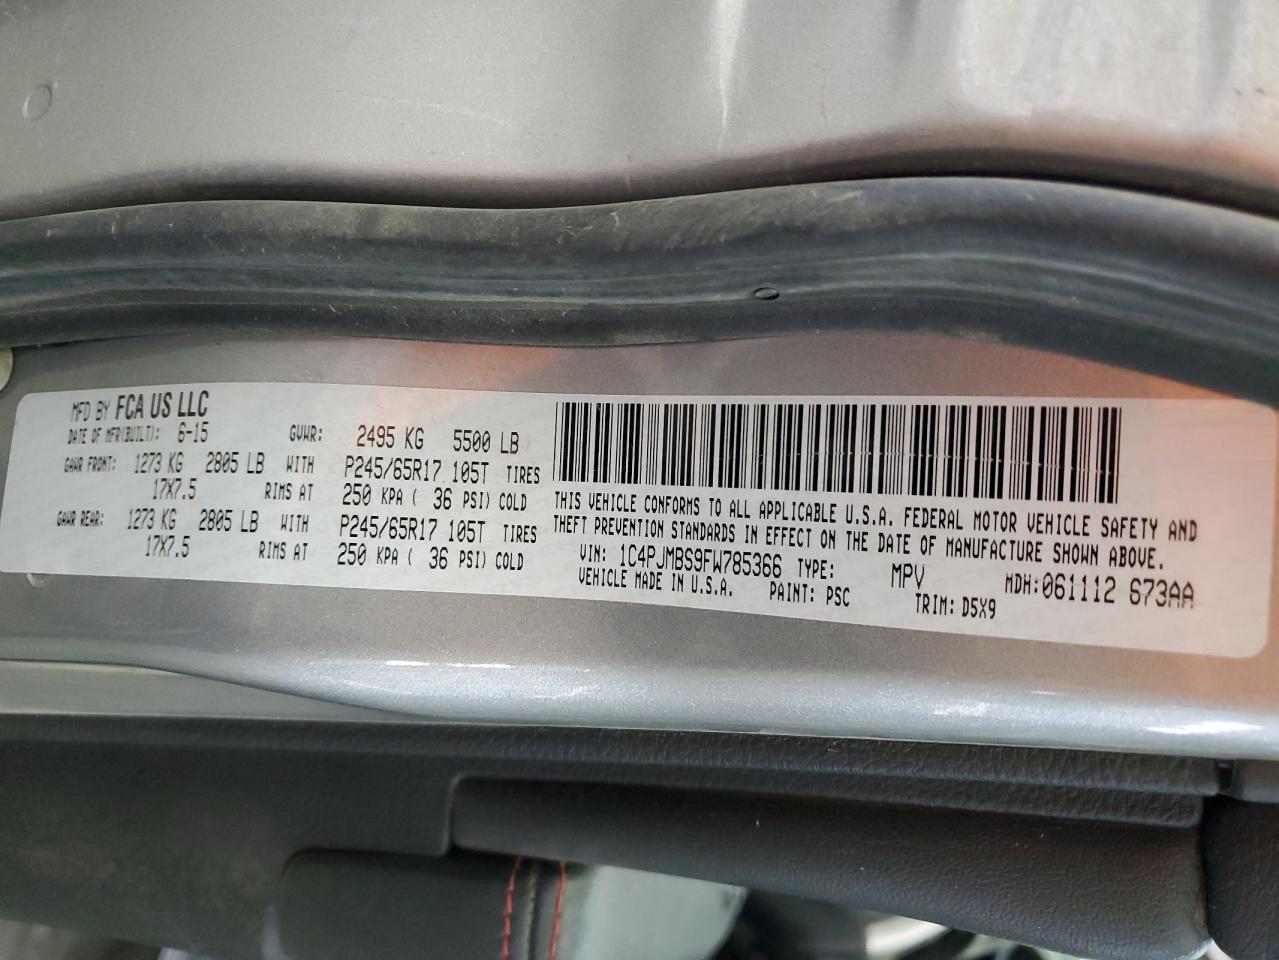 MFD BY FCA US LLC
DATE OF MFR(BUILT): 6-15 GVWR: 2495 KG 5500 LB
GAWR FRONT: 1273 KG 2805 LB WITH P245/65R17 105T TIRES
17X7.5 RIMS AT 250 KPA ( 36 PSI) COLD
GAWR REAR: 1273 KG 2805 LB WITH P245/65R17 105T TIRES
17X7.5 RIMS AT 250 KPA ( 36 PSI) COLD
THIS VEHICLE CONFORMS TO ALL APPLICABLE U.S.A. FEDERAL MOTOR VEHICLE SAFETY AND
THEFT PREVENTION STANDARDS IN EFFECT ON THE DATE OF MANUFACTURE SHOWN ABOVE.
VIN: 1C4PJMBS9FW785366 TYPE: MPV MDH:061112 673AA
VEHICLE MADE IN U.S.A. PAINT: PSC TRIM: D5X9